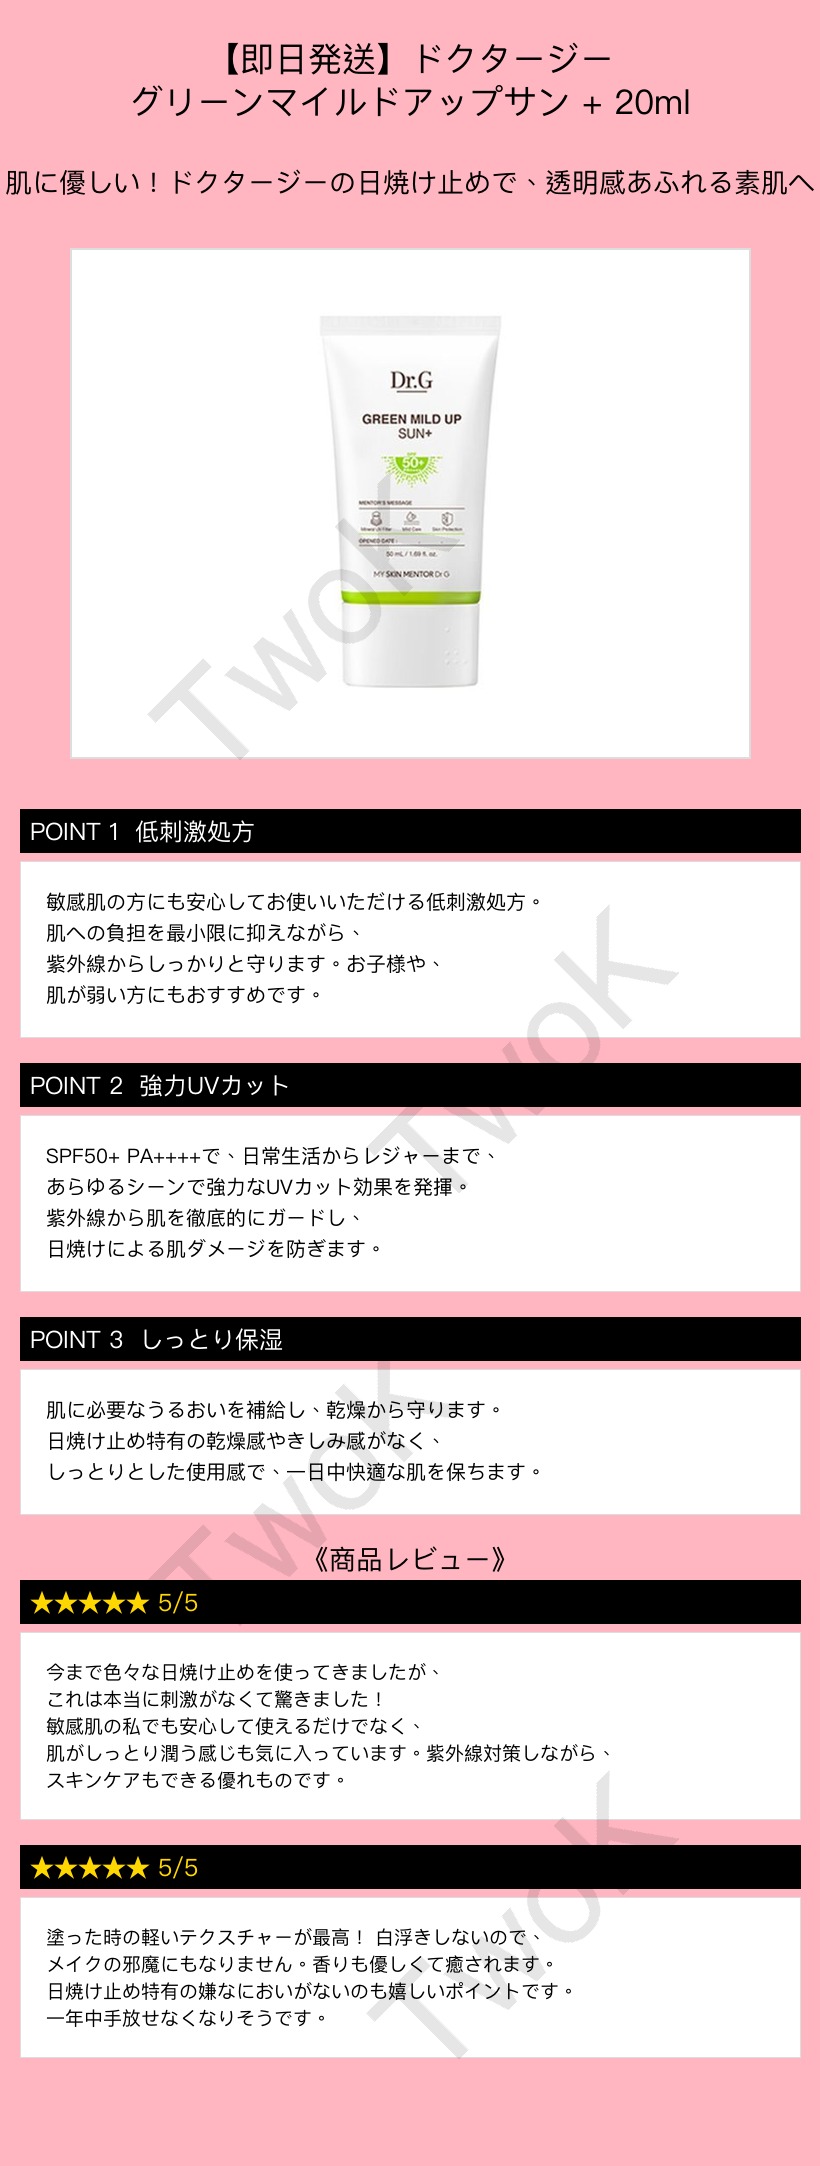 【即日発送】ドクタージー
グリーンマイルドアップサン + 20ml
肌に優しい！ドクタージーの日焼け止めで、透明感あふれる素肌へ
Dr.G
GREEN MILD UP
SUN+
SPF
50+
MENTOR'S MESSAGE
Mineral UV Filter Mild Care Skin Protection
OPENED DATE :
50 mL / 1.69 fl. oz.
MY SKIN MENTOR Dr.G
TwoK
POINT 1 低刺激処方
敏感肌の方にも安心してお使いいただける低刺激処方。
肌への負担を最小限に抑えながら、
紫外線からしっかりと守ります。お子様や、
肌が弱い方にもおすすめです。
TwoK
POINT 2 強力UVカット
SPF50+ PA++++で、日常生活からレジャーまで、
あらゆるシーンで強力なUVカット効果を発揮。
紫外線から肌を徹底的にガードし、
日焼けによる肌ダメージを防ぎます。
POINT 3 しっとり保湿
肌に必要なうるおいを補給し、乾燥から守ります。
日焼け止め特有の乾燥感やきしみ感がなく、
しっとりとした使用感で、一日中快適な肌を保ちます。
TwoK
《商品レビュー》
★★★★★ 5/5
今まで色々な日焼け止めを使ってきましたが、
これは本当に刺激がなくて驚きました！
敏感肌の私でも安心して使えるだけでなく、
肌がしっとり潤う感じも気に入っています。紫外線対策しながら、
スキンケアもできる優れものです。
★★★★★ 5/5
塗った時の軽いテクスチャーが最高！ 白浮きしないので、
メイクの邪魔にもなりません。香りも優しくて癒されます。
日焼け止め特有の嫌なにおいがないのも嬉しいポイントです。
一年中手放せなくなりそうです。
TwoK